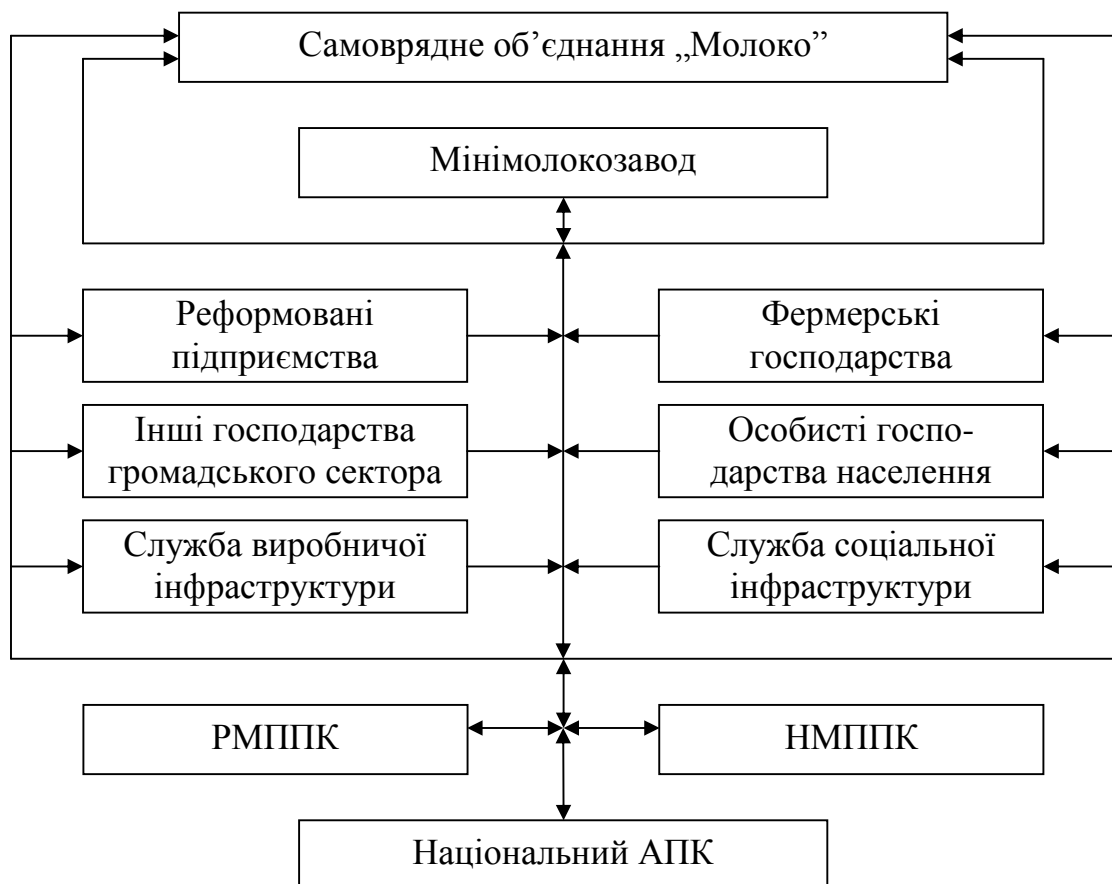 Самоврядне об’єднання „Молоко”
Мінімолокозавод
Реформовані
підприємства
Фермерські
господарства
Інші господарства
громадського сектора
Особисті госпо-
дарства населення
Служба виробничої
інфраструктури
Служба соціальної
інфраструктури
РМППК
НМППК
Національний АПК